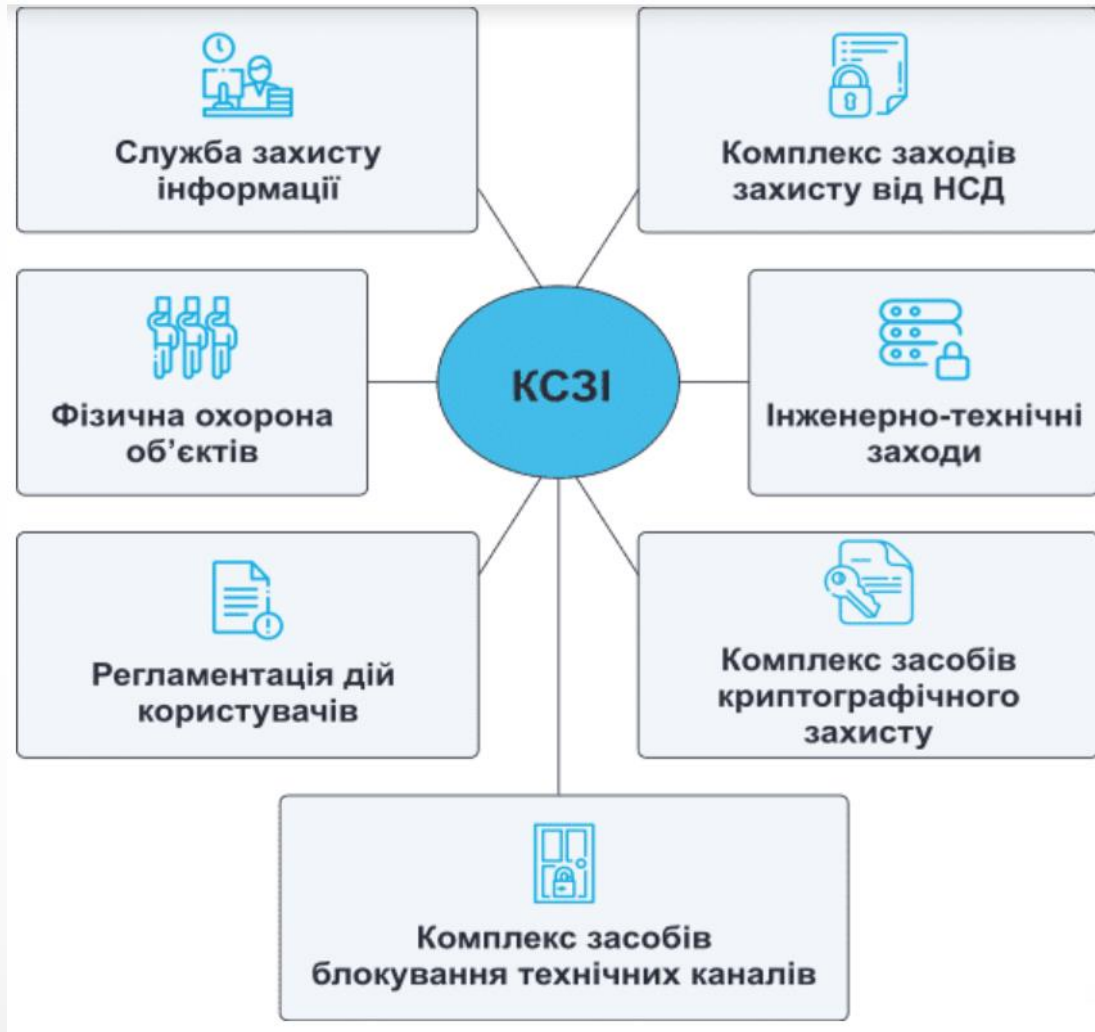 Служба захисту
інформації
Комплекс заходів
захисту від НСД
Фізична охорона
об’єктів
КСЗІ
Інженерно-технічні
заходи
Регламентація дій
користувачів
Комплекс засобів
криптографічного
захисту
Комплекс засобів
блокування технічних каналів